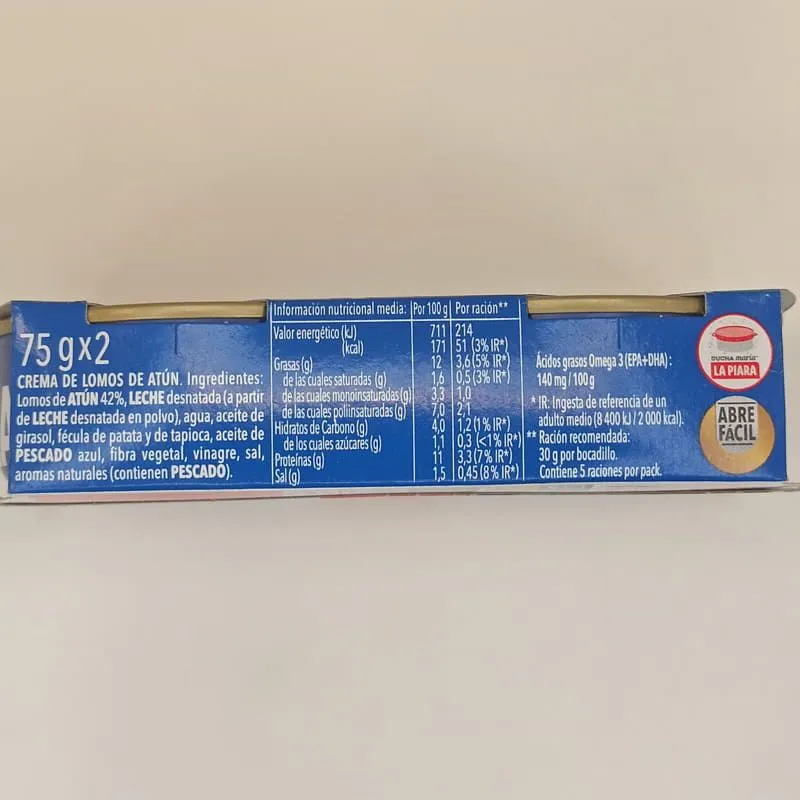 75 g x 2
CREMA DE LOMOS DE ATÚN. Ingredientes:
Lomos de ATÚN 42%, LECHE desnatada (a partir
de LECHE desnatada en polvo), agua, aceite de
girasol, fécula de patata y de tapioca, aceite de
PESCADO azul, fibra vegetal, vinagre, sal,
aromas naturales (contienen PESCADO).
Información nutricional media: Por 100 g Por ración**
Valor energético (kJ) 711 214
(kcal) 171 51 (3% IR*)
Grasas (g) 12 3,6 (5% IR*)
de las cuales saturadas (g) 1,6 0,5 (3% IR*)
de las cuales monoinsaturadas (g) 3,3 1,0
de las cuales poliinsaturadas (g) 7,0 2,1
Hidratos de Carbono (g) 4,0 1,2 (1% IR*)
de los cuales azúcares (g) 1,1 0,3 (<1% IR*)
Proteínas (g) 11 3,3 (7% IR*)
Sal (g) 1,5 0,45 (8% IR*)
Ácidos grasos Omega 3 (EPA+DHA) :
140 mg / 100 g
* IR: Ingesta de referencia de un
adulto medio (8 400 kJ / 2 000 kcal).
** Ración recomendada:
30 g por bocadillo.
Contiene 5 raciones por pack.
DUCHA maría
LA PIARA
ABRE
FÁCIL